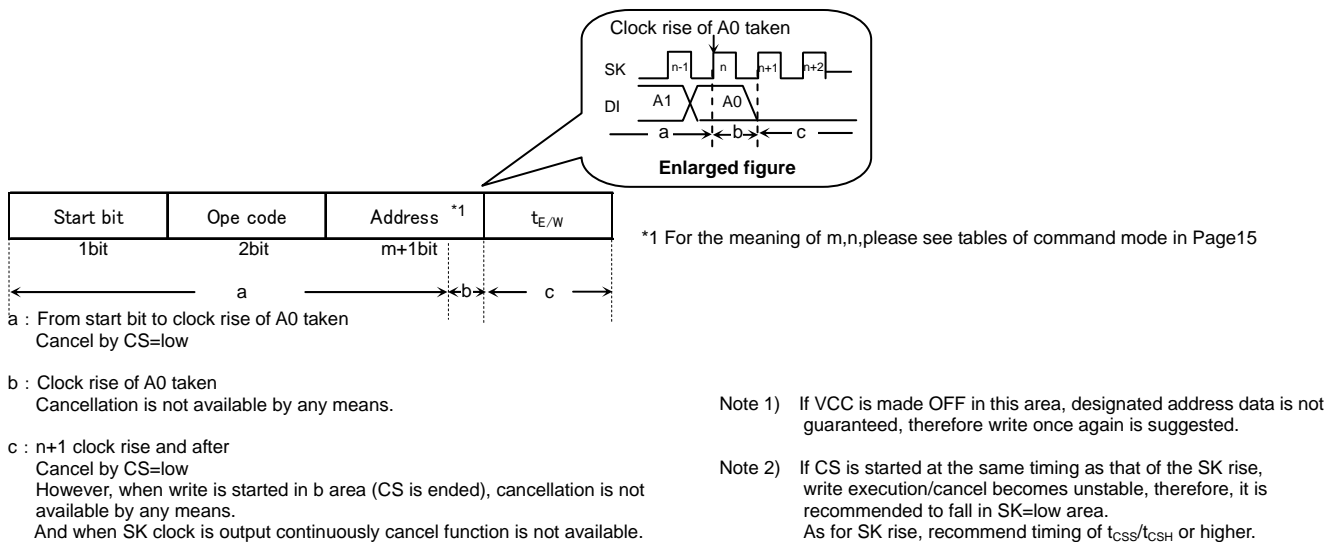 Clock rise of A0 taken
SK n-1 n n+1 n+2
DI A1 A0
a b c
Enlarged figure
Start bit Ope code Address *1 tE/W
1bit 2bit m+1bit
*1 For the meaning of m,n,please see tables of command mode in Page15
a b c
a : From start bit to clock rise of A0 taken
Cancel by CS=low
b : Clock rise of A0 taken
Cancellation is not available by any means.
c : n+1 clock rise and after
Cancel by CS=low
However, when write is started in b area (CS is ended), cancellation is not
available by any means.
And when SK clock is output continuously cancel function is not available.
Note 1) If VCC is made OFF in this area, designated address data is not
guaranteed, therefore write once again is suggested.
Note 2) If CS is started at the same timing as that of the SK rise,
write execution/cancel becomes unstable, therefore, it is
recommended to fall in SK=low area.
As for SK rise, recommend timing of tCSS/tCSH or higher.